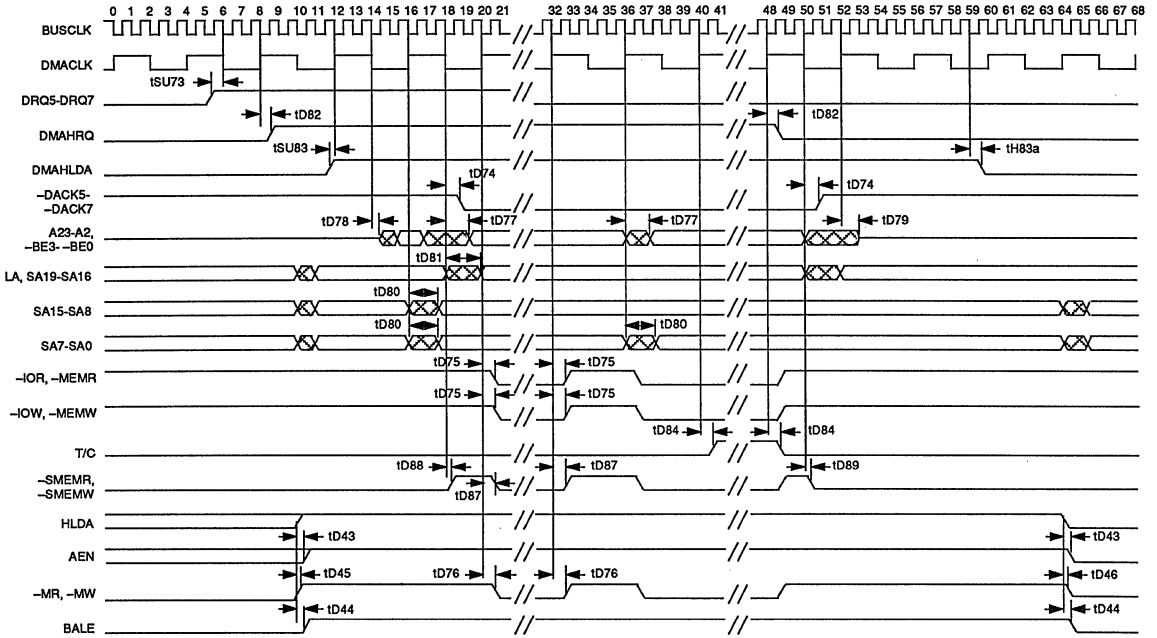 0 1 2 3 4 5 6 7 8 9 10 11 12 13 14 15 16 17 18 19 20 21 32 33 34 35 36 37 38 39 40 41 48 49 50 51 52 53 54 55 56 57 58 59 60 61 62 63 64 65 66 67 68
BUSCLK
DMACLK
tSU73
DRQ5-DRQ7
tD82 tD82
DMAHRQ
tSU83 tH83a
DMAHLDA
tD74 tD74
–DACK5-
–DACK7
tD78 tD77 tD77 tD79
A23-A2,
–BE3- –BE0
tD81
LA, SA19-SA16
tD80
SA15-SA8
tD80 tD80
SA7-SA0
tD75 tD75
–IOR, –MEMR
tD75 tD75
–IOW, –MEMW
tD84 tD84
T/C
tD88 tD87 tD89
–SMEMR,
–SMEMW
tD87
HLDA
tD43 tD43
AEN
tD45 tD76 tD76 tD46
–MR, –MW
tD44 tD44
BALE